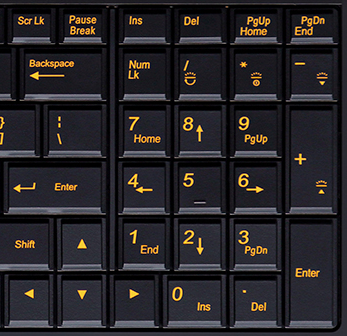 Scr Lk
Pause
Break
Ins
Del
PgUp
Home
PgDn
End
Backspace
←
Num
Lk
/
*
−
}
]
¦
\
7
Home
8
↑
9
PgUp
+
Enter
4
←
5
_
6
→
Shift
▲
1
End
2
↓
3
PgDn
Enter
◄
▼
►
0
Ins
.
Del